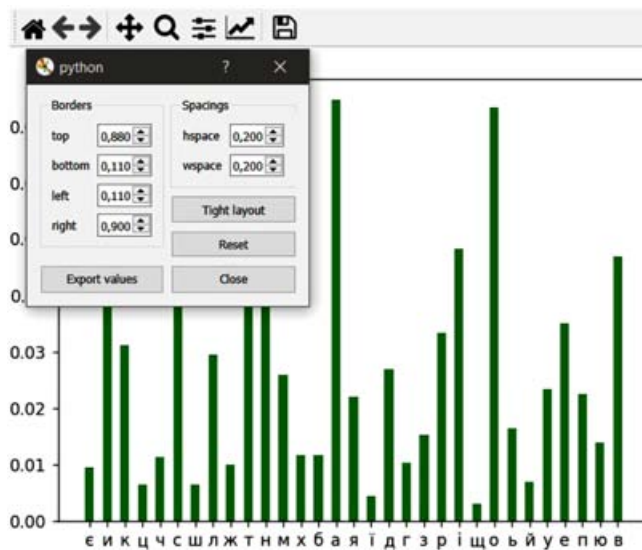 python ? ×
Borders
top 0,880
bottom 0,110
left 0,110
right 0,900
Spacings
hspace 0,200
wspace 0,200
Tight layout
Reset
Export values
Close
0.03
0.02
0.01
0.00
є и к ц ч с ш л ж т н м х б а я ї д г з р і щ о ь й у е п ю в